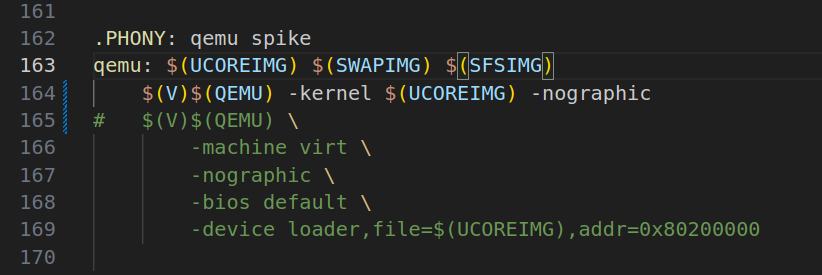 161
162 .PHONY: qemu spike
163 qemu: $(UCOREIMG) $(SWAPIMG) $(SFSIMG)
164     $(V)$(QEMU) -kernel $(UCOREIMG) -nographic
165 #   $(V)$(QEMU) \
166         -machine virt \
167         -nographic \
168         -bios default \
169         -device loader,file=$(UCOREIMG),addr=0x80200000
170